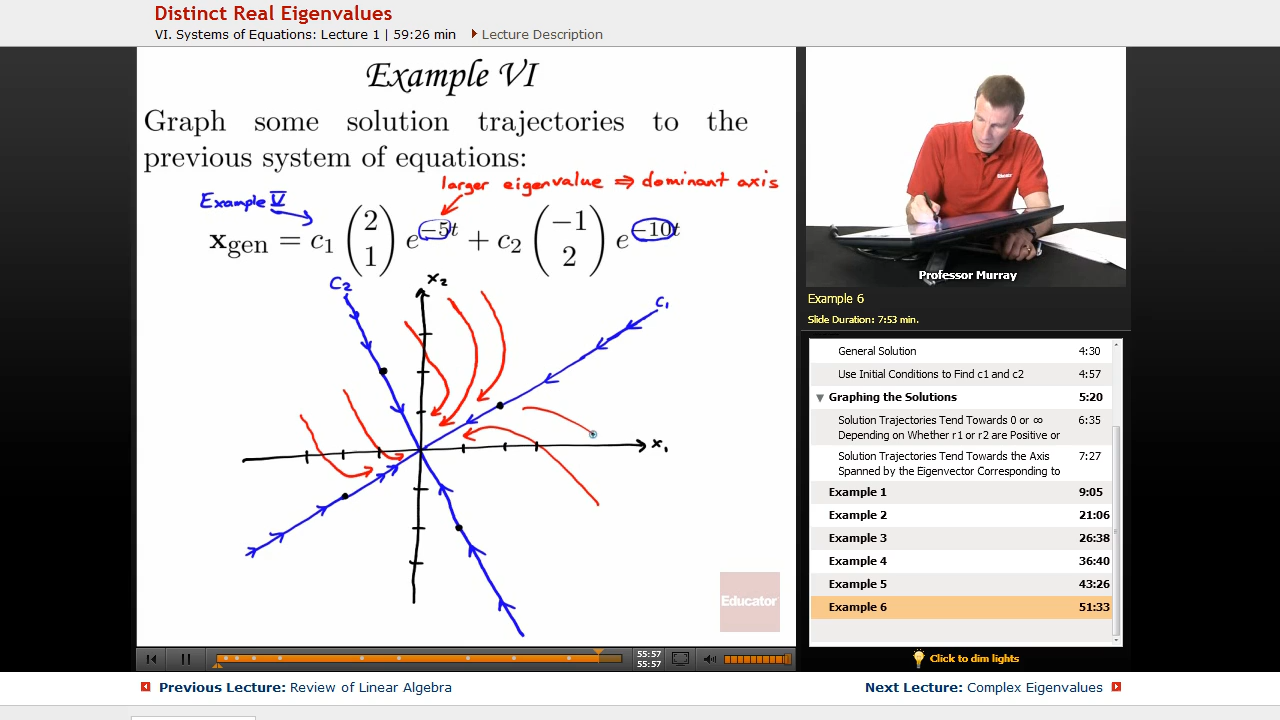 Distinct Real Eigenvalues
VI. Systems of Equations: Lecture 1 | 59:26 min
Lecture Description
Example VI
Graph some solution trajectories to the
previous system of equations:
larger eigenvalue ⇒ dominant axis
Example V
x_gen = c₁ (2 1) e^{-5t} + c₂ (-1 2) e^{-10t}
C₂
x₂
C₁
x₁
Educator
55:57
55:57
Professor Murray
Example 6
Slide Duration: 7:53 min.
General Solution 4:30
Use Initial Conditions to Find c1 and c2 4:57
Graphing the Solutions 5:20
Solution Trajectories Tend Towards 0 or ∞ 6:35
Depending on Whether r1 or r2 are Positive or
Solution Trajectories Tend Towards the Axis 7:27
Spanned by the Eigenvector Corresponding to
Example 1 9:05
Example 2 21:06
Example 3 26:38
Example 4 36:40
Example 5 43:26
Example 6 51:33
Click to dim lights
Previous Lecture: Review of Linear Algebra
Next Lecture: Complex Eigenvalues